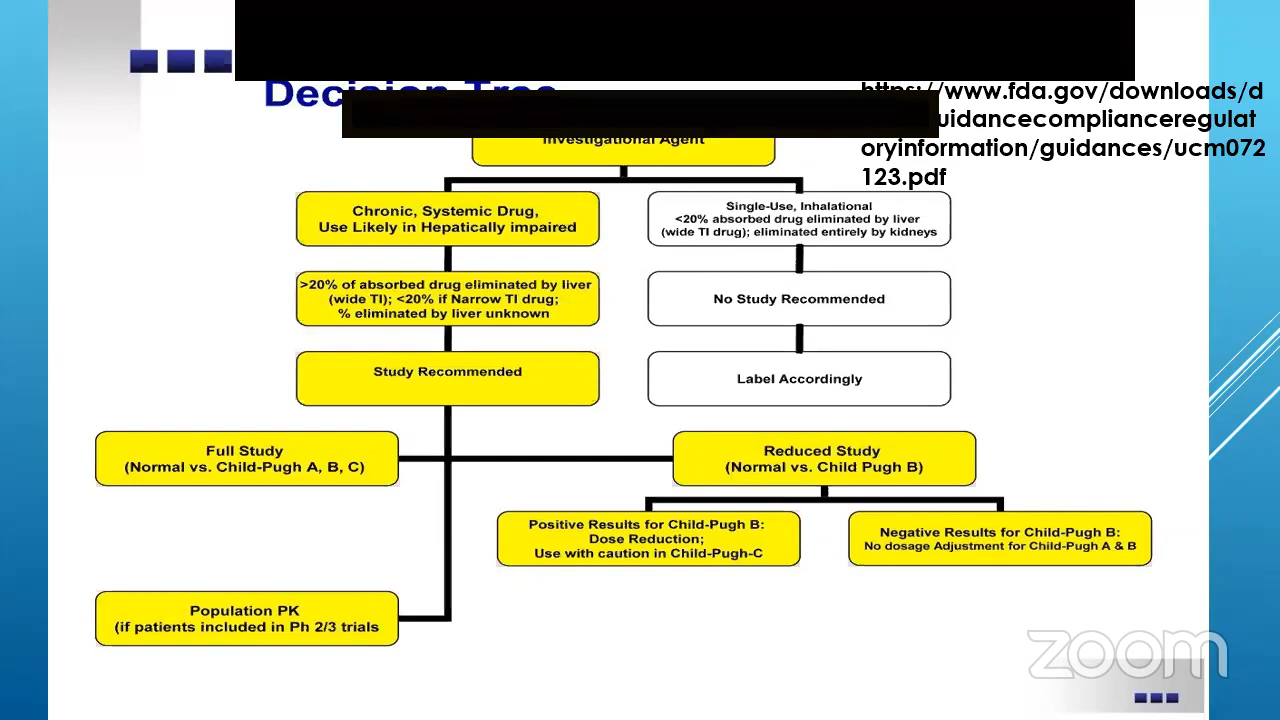 Decision Tree
https://www.fda.gov/downloads/d
uidancecomplianceregulat
oryinformation/guidances/ucm072
123.pdf
Investigational Agent
Chronic, Systemic Drug,
Use Likely in Hepatically impaired
Single-Use, Inhalational
<20% absorbed drug eliminated by liver
(wide TI drug); eliminated entirely by kidneys
>20% of absorbed drug eliminated by liver
(wide TI); <20% if Narrow TI drug;
% eliminated by liver unknown
No Study Recommended
Study Recommended
Label Accordingly
Full Study
(Normal vs. Child-Pugh A, B, C)
Reduced Study
(Normal vs. Child Pugh B)
Positive Results for Child-Pugh B:
Dose Reduction;
Use with caution in Child-Pugh-C
Negative Results for Child-Pugh B:
No dosage Adjustment for Child-Pugh A & B
Population PK
(if patients included in Ph 2/3 trials
zoom